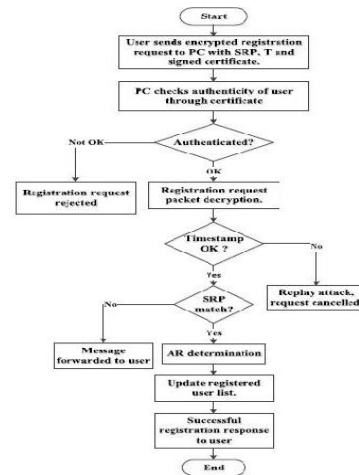 Start
User sends encrypted registration
request to PC with SRP, T and
signed certificate.
PC checks authenticity of user
through certificate
Not OK
Authenticated?
OK
Registration request
rejected
Registration request
packet decryption.
Timestamp
OK ?
No
Yes
Replay attack,
request cancelled
SRP
match?
No
Yes
Message
forwarded to user
AR determination
Update registered
user list.
Successful
registration response
to user
End